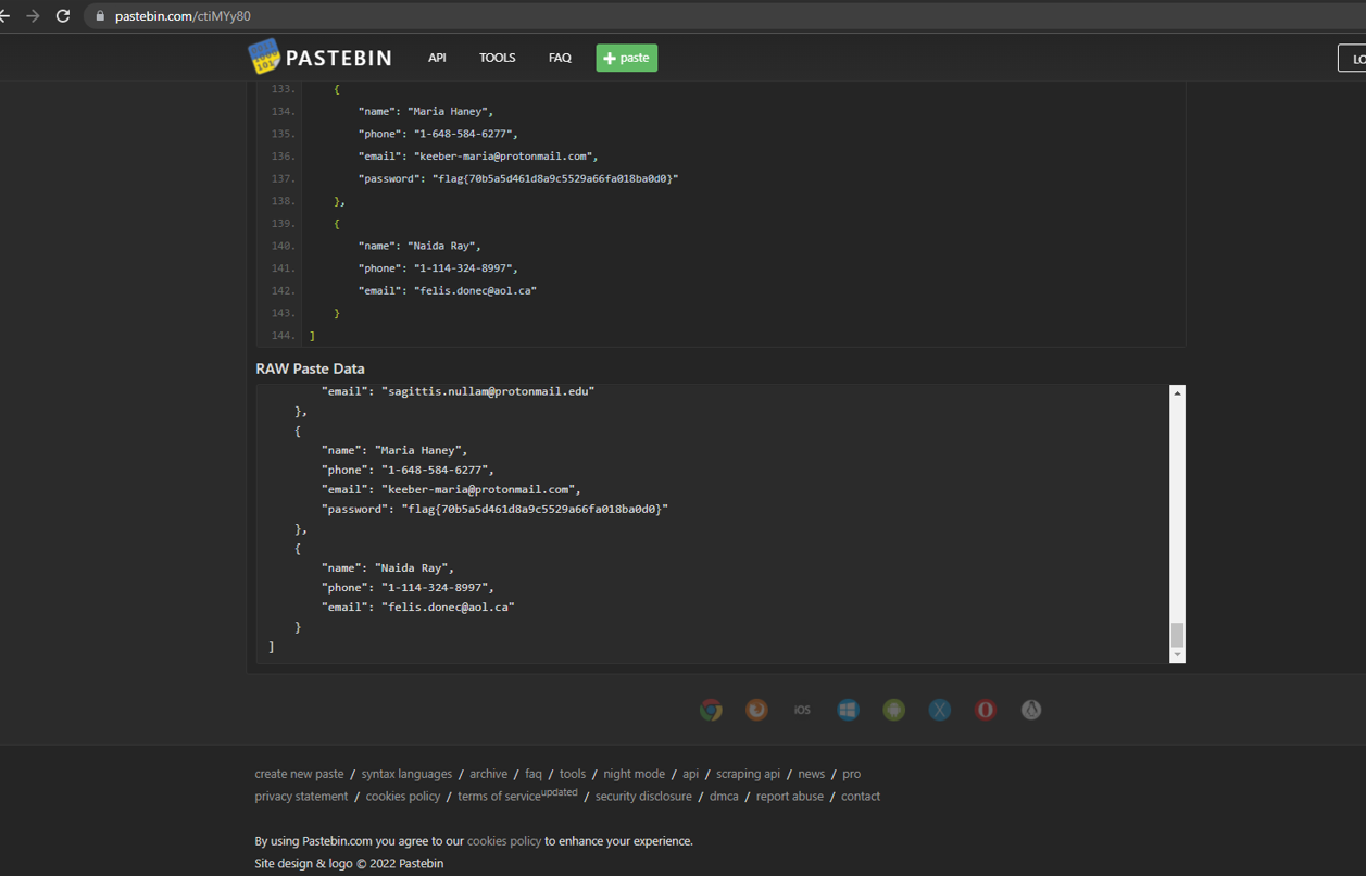 pastebin.com/ctiMYy80
PASTEBIN API TOOLS FAQ + paste LO
133. {
134. "name": "Maria Haney",
135. "phone": "1-648-584-6277",
136. "email": "keeber-maria@protonmail.com",
137. "password": "flag{70b5a5d461d8a9c5529a66fa018ba0d0}"
138. },
139. {
140. "name": "Naida Ray",
141. "phone": "1-114-324-8997",
142. "email": "felis.donec@aol.ca"
143. }
144. ]
RAW Paste Data
"email": "sagittis.nullam@protonmail.edu"
},
{
"name": "Maria Haney",
"phone": "1-648-584-6277",
"email": "keeber-maria@protonmail.com",
"password": "flag{70b5a5d461d8a9c5529a66fa018ba0d0}"
},
{
"name": "Naida Ray",
"phone": "1-114-324-8997",
"email": "felis.donec@aol.ca"
}
]
iOS
create new paste / syntax languages / archive / faq / tools / night mode / api / scraping api / news / pro
privacy statement / cookies policy / terms of service updated / security disclosure / dmca / report abuse / contact
By using Pastebin.com you agree to our cookies policy to enhance your experience.
Site design & logo © 2022 Pastebin